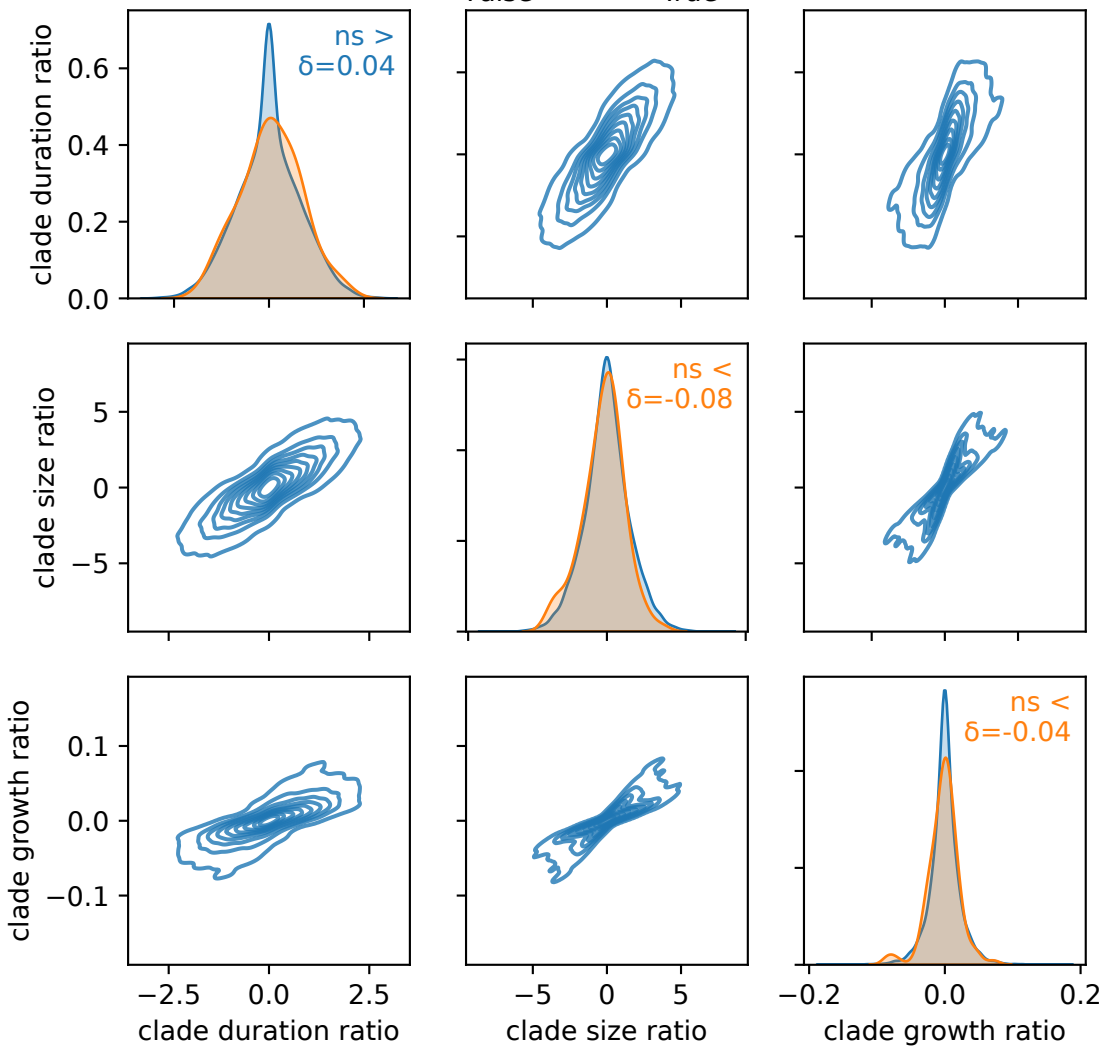 clade duration ratio
0.6
0.4
0.2
0.0
ns >
δ=0.04
clade size ratio
5
0
−5
ns <
δ=-0.08
clade growth ratio
0.1
0.0
−0.1
ns <
δ=-0.04
−2.5 0.0 2.5
clade duration ratio
−5 0 5
clade size ratio
−0.2 0.0 0.2
clade growth ratio